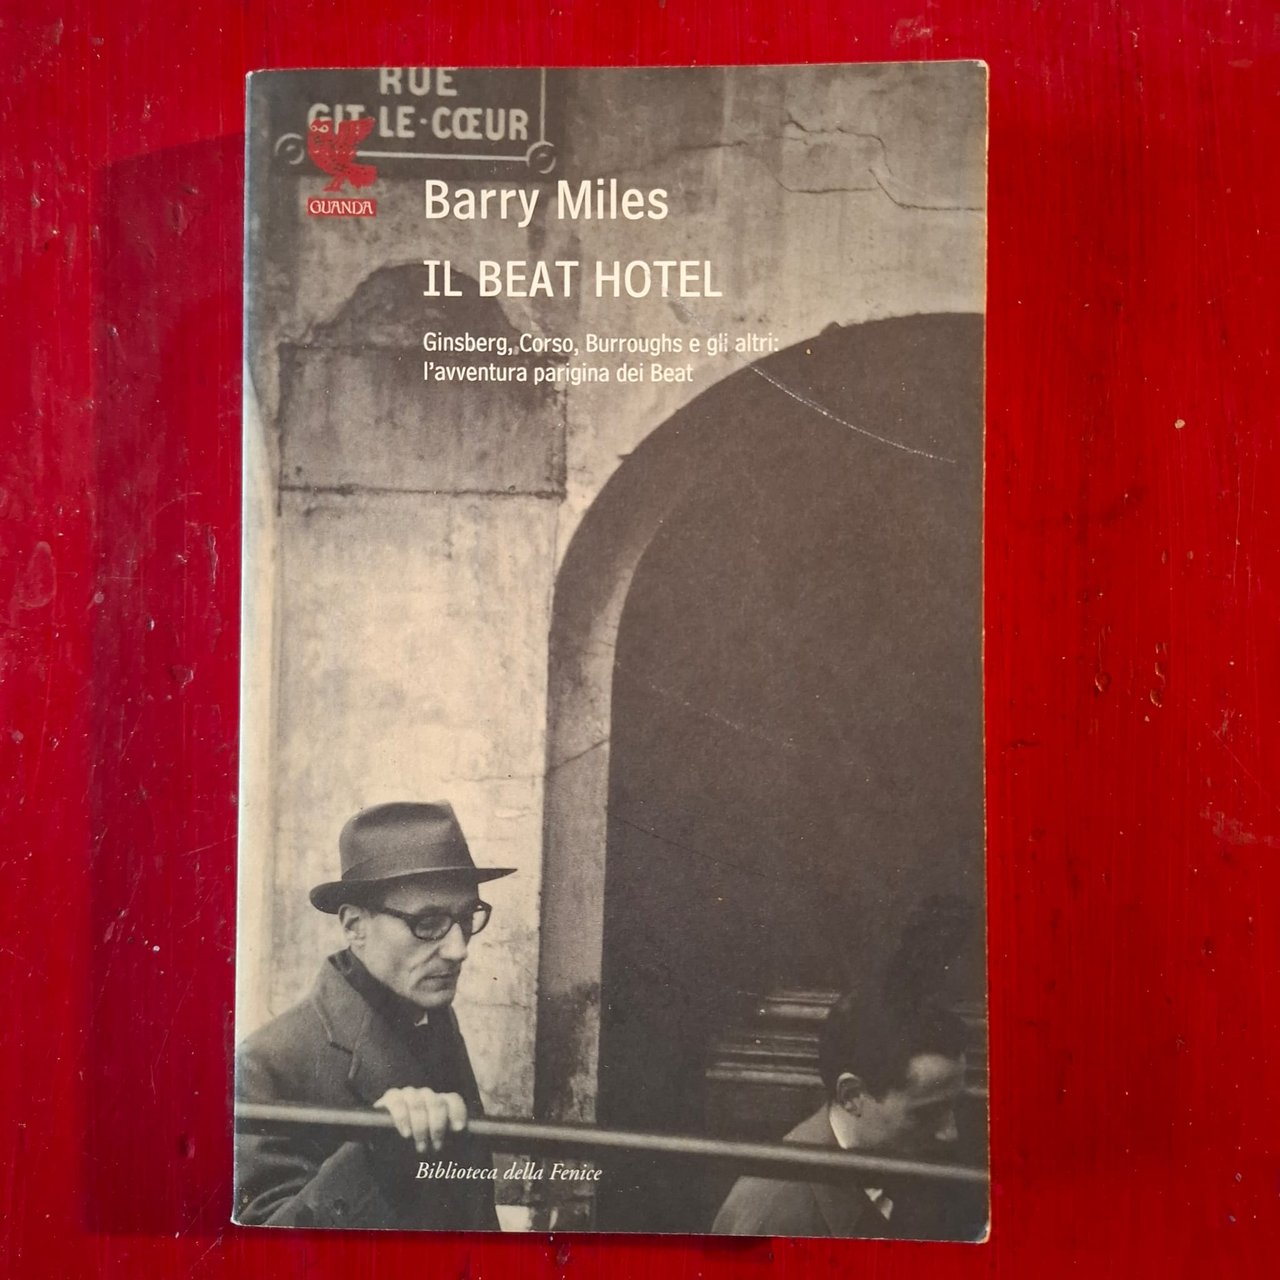 RUE
GIT-LE-CŒUR
GUANDA
Barry Miles
IL BEAT HOTEL
Ginsberg, Corso, Burroughs e gli altri:
l'avventura parigina dei Beat
Biblioteca della Fenice